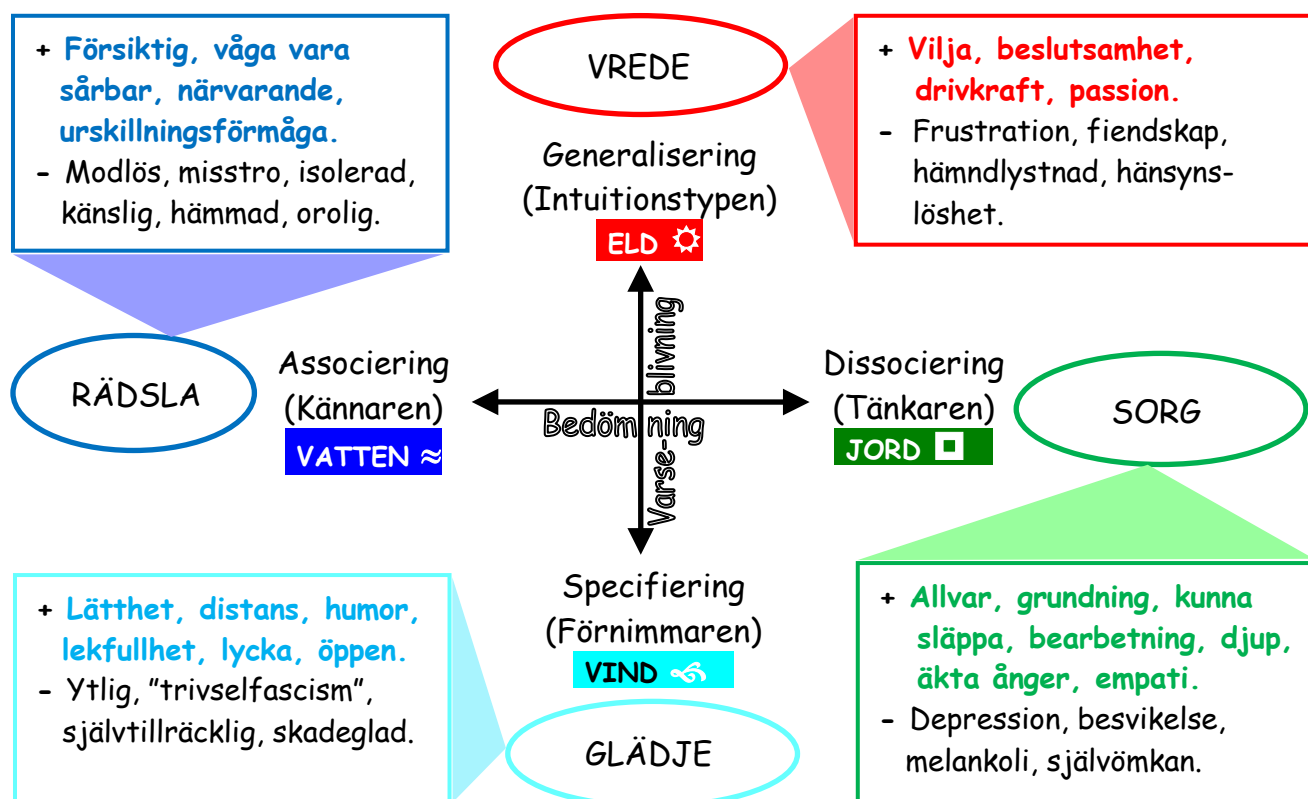 + Försiktig, våga vara
sårbar, närvarande,
urskillningsförmåga.
- Modlös, misstro, isolerad,
känslig, hämmad, orolig.
VREDE
Generalisering
(Intuitionstypen)
ELD
+ Vilja, beslutsamhet,
drivkraft, passion.
- Frustration, fiendskap,
hämndlystnad, hänsyns-
löshet.
RÄDSLA
Associering
(Kännaren)
VATTEN ≈
Bedömning
Varse-blivning
Dissociering
(Tänkaren)
JORD
SORG
+ Lätthet, distans, humor,
lekfullhet, lycka, öppen.
- Ytlig, ”trivselfascism”,
självtillräcklig, skadeglad.
Specifiering
(Förnimmaren)
VIND
GLÄDJE
+ Allvar, grundning, kunna
släppa, bearbetning, djup,
äkta ånger, empati.
- Depression, besvikelse,
melankoli, självömkan.